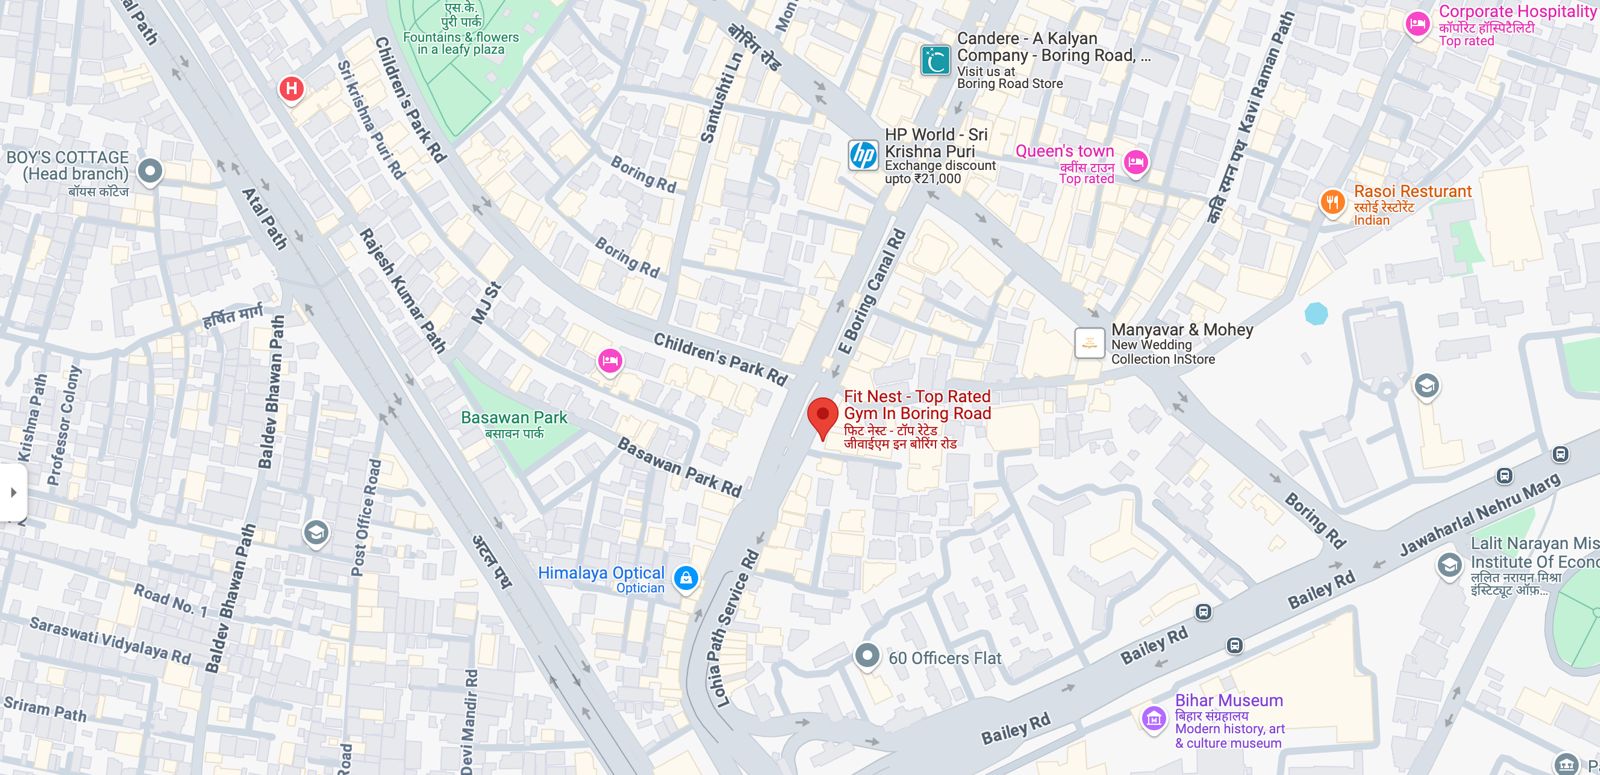 एस.के.
पुरी पार्क
Fountains & flowers
in a leafy plaza
Corporate Hospitality
कॉर्पोरेट हॉस्पिटैलिटी
Top rated
Candere - A Kalyan
Company - Boring Road, ...
Visit us at
Boring Road Store
बोरिंग रोड
Children's Park Rd
Sri krishna Puri Rd
Santushti Ln
कवि रमन पथ Kavi Raman Path
H
HP World - Sri
Krishna Puri
Exchange discount
upto ₹21,000
hp
Queen's town
क्वींस टाउन
Top rated
BOY'S COTTAGE
(Head branch)
बॉयस कॉटेज
Rasoi Resturant
रसोई रेस्टोरेंट
Indian
Boring Rd
Atal Path
Rajesh Kumar Path
Boring Rd
E Boring Canal Rd
MJ St
हर्षित मार्ग
Manyavar & Mohey
New Wedding
Collection InStore
Children's Park Rd
Baldev Bhawan Path
Krishna Path
Professor Colony
Fit Nest - Top Rated
Gym In Boring Road
फिट नेस्ट - टॉप रेटेड
जीवाईएम इन बोरिंग रोड
Basawan Park
बसावन पार्क
Basawan Park Rd
Post Office Road
Boring Rd
Jawaharlal Nehru Marg
Baldev Bhawan Path
अटल पथ
Himalaya Optical
Optician
Lohia Path Service Rd
Lalit Narayan Mis
Institute Of Econo
ललित नारायन मिश्रा
इंस्टिट्यूट ऑफ़...
Bailey Rd
Road No. 1
Saraswati Vidyalaya Rd
Bailey Rd
60 Officers Flat
Sriram Path
Devi Mandir Rd
Road
Bihar Museum
बिहार संग्रहालय
Modern history, art
& culture museum
Bailey Rd